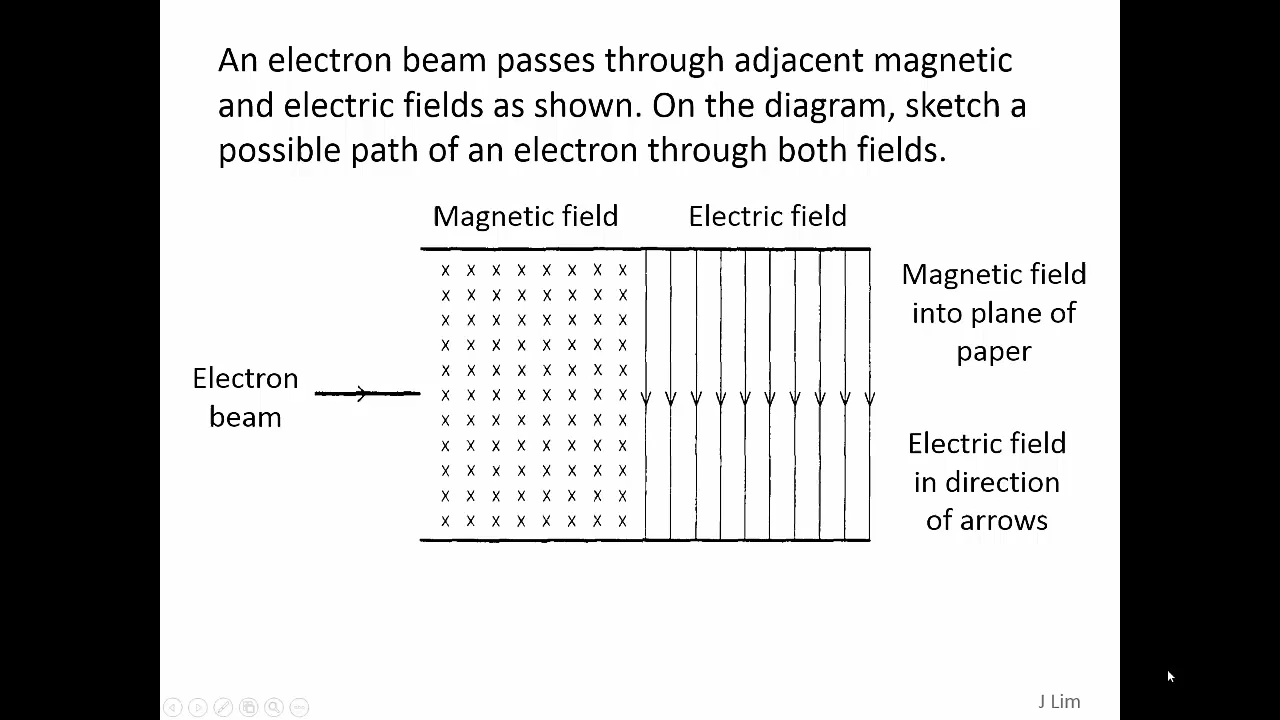 An electron beam passes through adjacent magnetic
and electric fields as shown. On the diagram, sketch a
possible path of an electron through both fields.
Magnetic field
Electric field
x x x x x x x x
x x x x x x x x
x x x x x x x x
x x x x x x x x
x x x x x x x x
x x x x x x x x
x x x x x x x x
x x x x x x x x
x x x x x x x x
x x x x x x x x
x x x x x x x x
Electron
beam
Magnetic field
into plane of
paper
Electric field
in direction
of arrows
J Lim